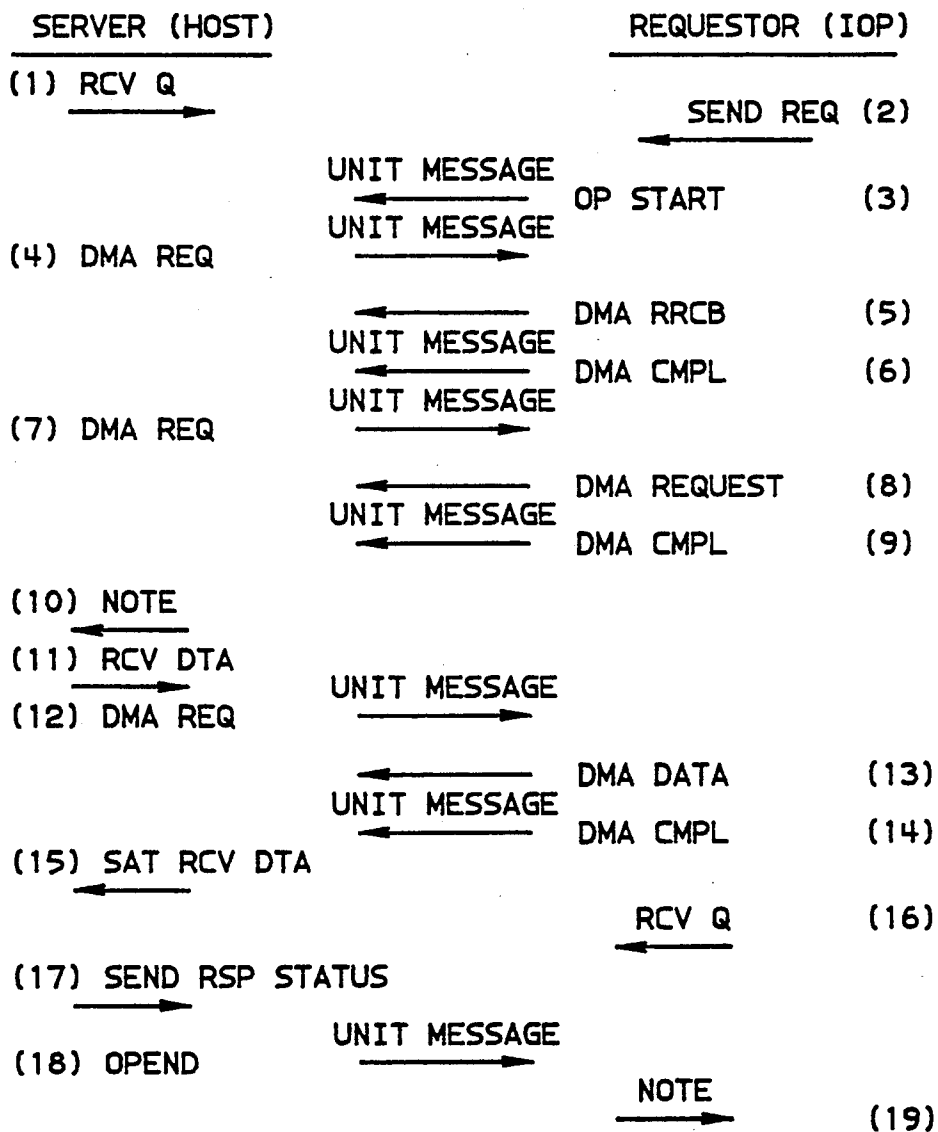 SERVER (HOST) REQUESTOR (IOP)
(1) RCV Q
SEND REQ (2)
UNIT MESSAGE
OP START (3)
UNIT MESSAGE
(4) DMA REQ
DMA RRCB (5)
UNIT MESSAGE
DMA CMPL (6)
UNIT MESSAGE
(7) DMA REQ
DMA REQUEST (8)
UNIT MESSAGE
DMA CMPL (9)
(10) NOTE
(11) RCV DTA
UNIT MESSAGE
(12) DMA REQ
DMA DATA (13)
UNIT MESSAGE
DMA CMPL (14)
(15) SAT RCV DTA
RCV Q (16)
(17) SEND RSP STATUS
UNIT MESSAGE
(18) OPEND
NOTE
(19)